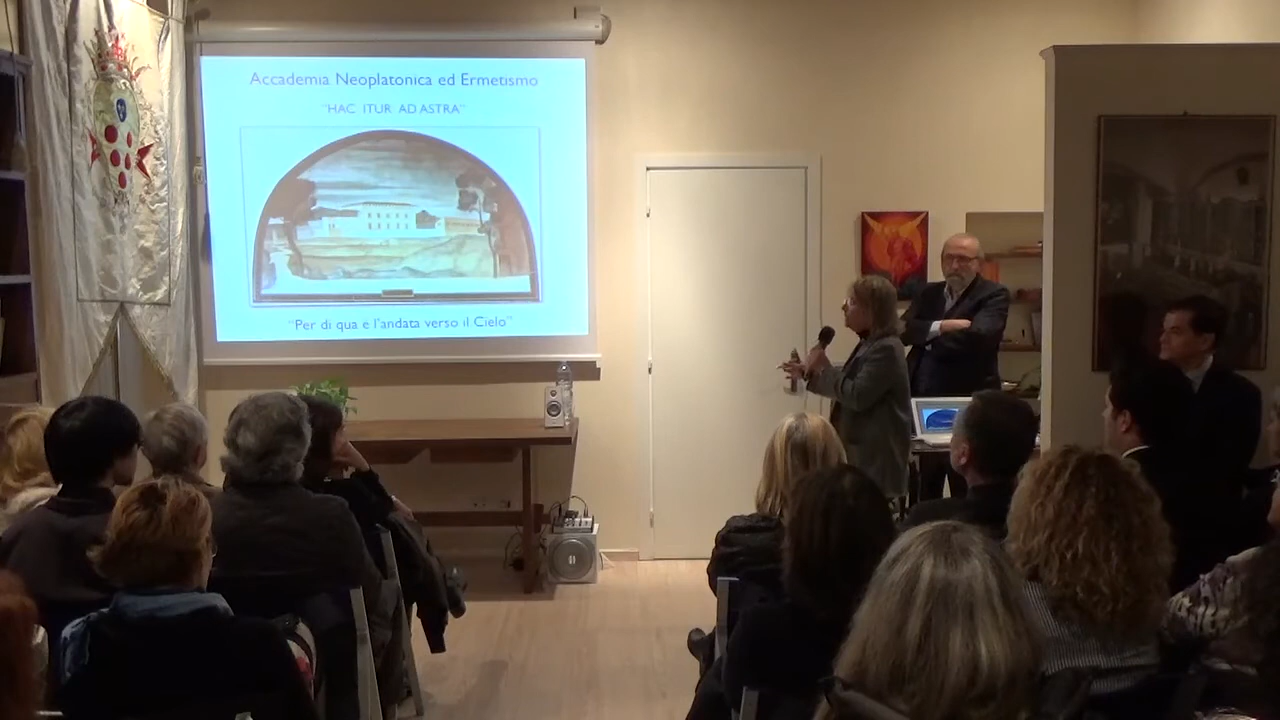 Accademia Neoplatonica ed Ermetismo
"HAC ITUR AD ASTRA"
"Per di qua e l'andata verso il Cielo"